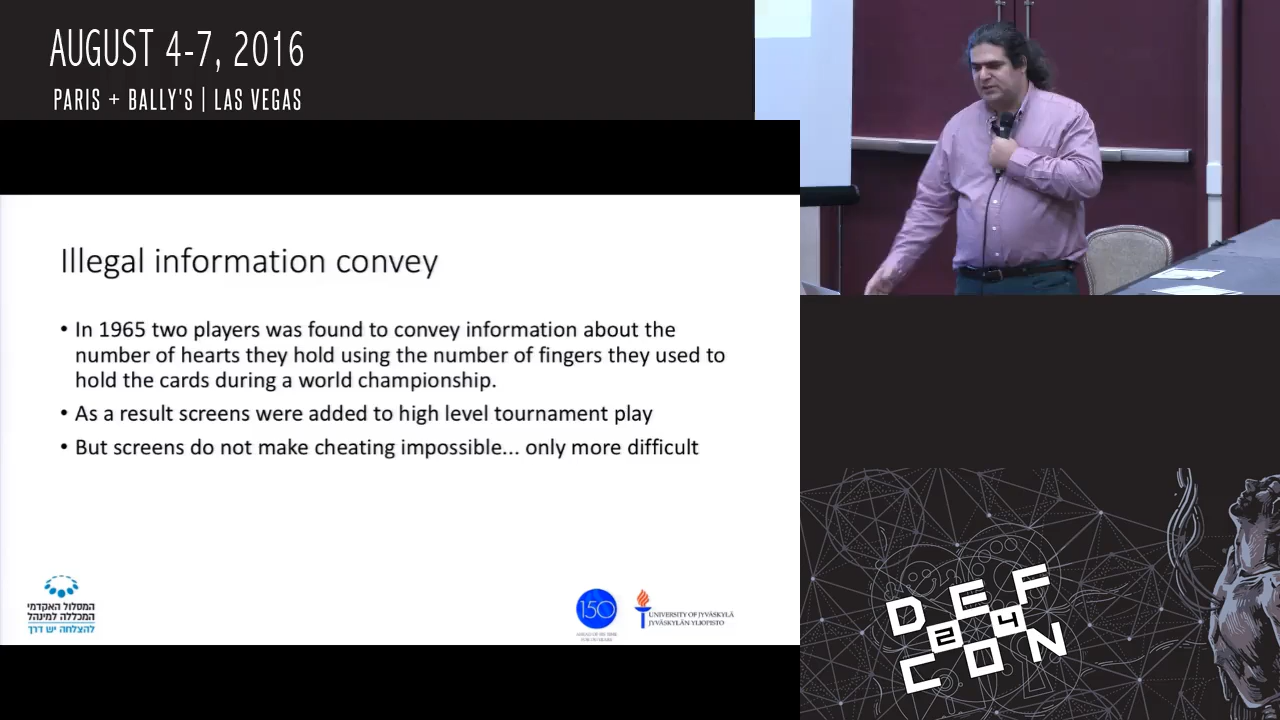 AUGUST 4-7, 2016
PARIS + BALLY'S | LAS VEGAS
Illegal information convey
• In 1965 two players was found to convey information about the
number of hearts they hold using the number of fingers they used to
hold the cards during a world championship.
• As a result screens were added to high level tournament play
• But screens do not make cheating impossible... only more difficult
המסלול האקדמי
המכללה למינהל
להצלחה יש דרך
150
UNIVERSITY OF JYVÄSKYLÄ
JYVÄSKYLÄN YLIOPISTO
DEF
24
CON